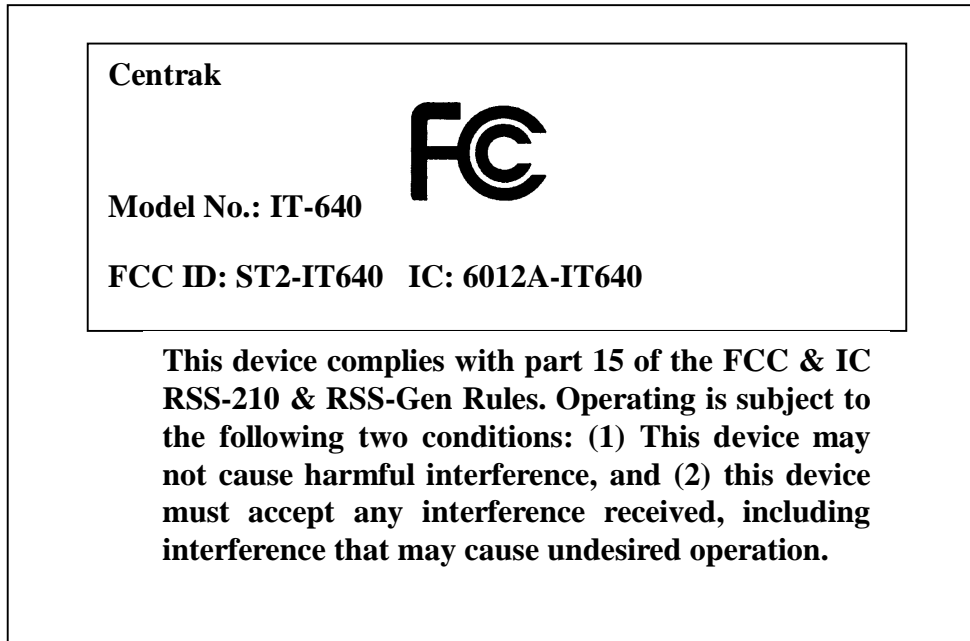 Centrak
FC
Model No.: IT-640
FCC ID: ST2-IT640 IC: 6012A-IT640
This device complies with part 15 of the FCC & IC
RSS-210 & RSS-Gen Rules. Operating is subject to
the following two conditions: (1) This device may
not cause harmful interference, and (2) this device
must accept any interference received, including
interference that may cause undesired operation.